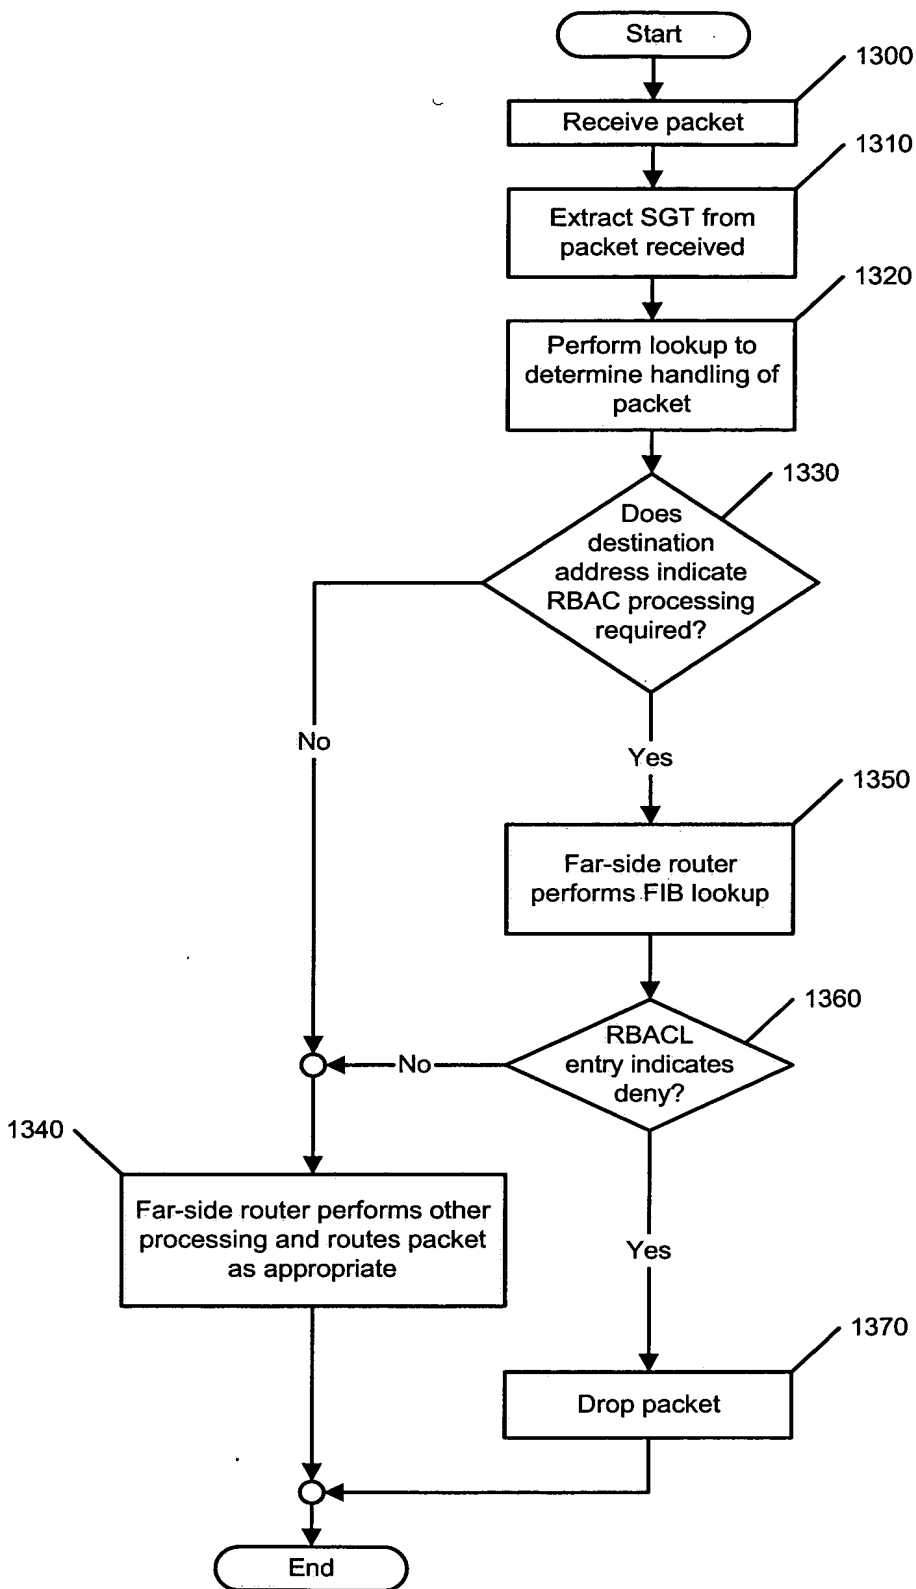 Start
1300
Receive packet
1310
Extract SGT from
packet received
1320
Perform lookup to
determine handling of
packet
1330
Does
destination
address indicate
RBAC processing
required?
No
Yes
1350
Far-side router
performs FIB lookup
1360
RBACL
entry indicates
deny?
No
1340
Far-side router performs other
processing and routes packet
as appropriate
Yes
1370
Drop packet
End